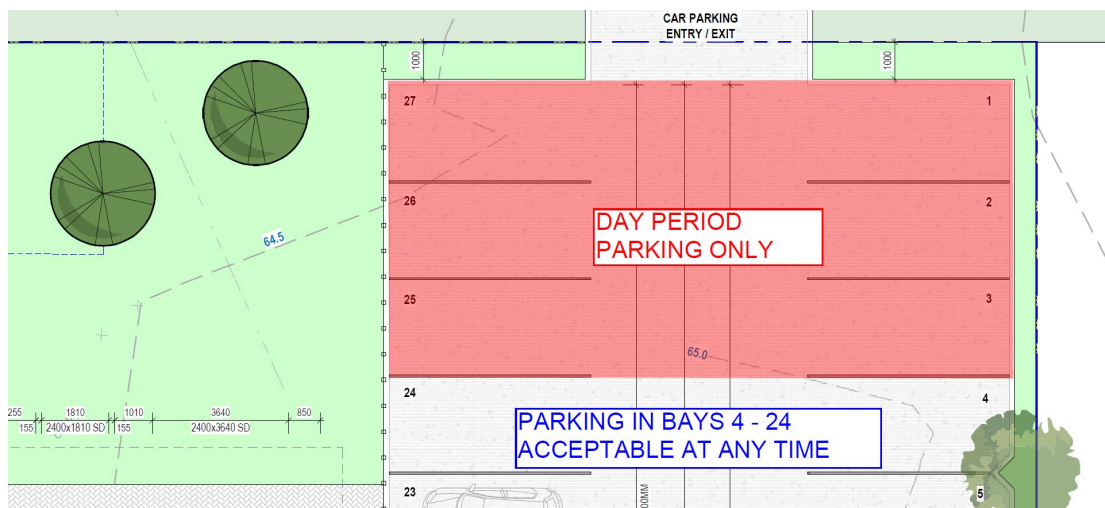 CAR PARKING
ENTRY / EXIT
1000
1000
27
1
26
2
DAY PERIOD
PARKING ONLY
64.5
25
3
65.0
24
4
255
1810
1010
3640
850
155
2400x1810 SD
155
2400x3640 SD
PARKING IN BAYS 4 - 24
ACCEPTABLE AT ANY TIME
23
5
00MM